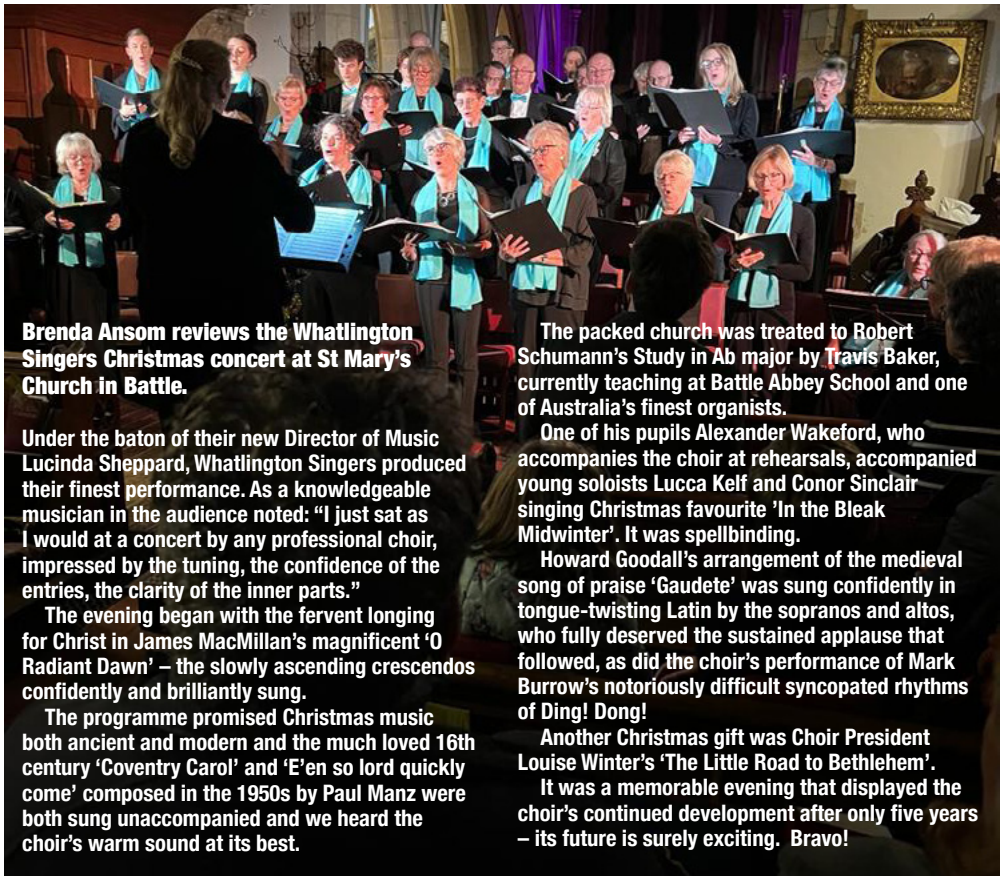 Brenda Ansom reviews the Whatlington
Singers Christmas concert at St Mary's
Church in Battle.
Under the baton of their new Director of Music
Lucinda Sheppard, Whatlington Singers produced
their finest performance. As a knowledgeable
musician in the audience noted: “I just sat as
I would at a concert by any professional choir,
impressed by the tuning, the confidence of the
entries, the clarity of the inner parts.”
The evening began with the fervent longing
for Christ in James MacMillan’s magnificent ‘O
Radiant Dawn’ – the slowly ascending crescendos
confidently and brilliantly sung.
The programme promised Christmas music
both ancient and modern and the much loved 16th
century ‘Coventry Carol’ and ‘E’en so lord quickly
come’ composed in the 1950s by Paul Manz were
both sung unaccompanied and we heard the
choir’s warm sound at its best.
The packed church was treated to Robert
Schumann’s Study in Ab major by Travis Baker,
currently teaching at Battle Abbey School and one
of Australia’s finest organists.
One of his pupils Alexander Wakeford, who
accompanies the choir at rehearsals, accompanied
young soloists Lucca Kelf and Conor Sinclair
singing Christmas favourite ’In the Bleak
Midwinter’. It was spellbinding.
Howard Goodall’s arrangement of the medieval
song of praise ‘Gaudete’ was sung confidently in
tongue-twisting Latin by the sopranos and altos,
who fully deserved the sustained applause that
followed, as did the choir’s performance of Mark
Burrow’s notoriously difficult syncopated rhythms
of Ding! Dong!
Another Christmas gift was Choir President
Louise Winter’s ‘The Little Road to Bethlehem’.
It was a memorable evening that displayed the
choir’s continued development after only five years
– its future is surely exciting.  Bravo!